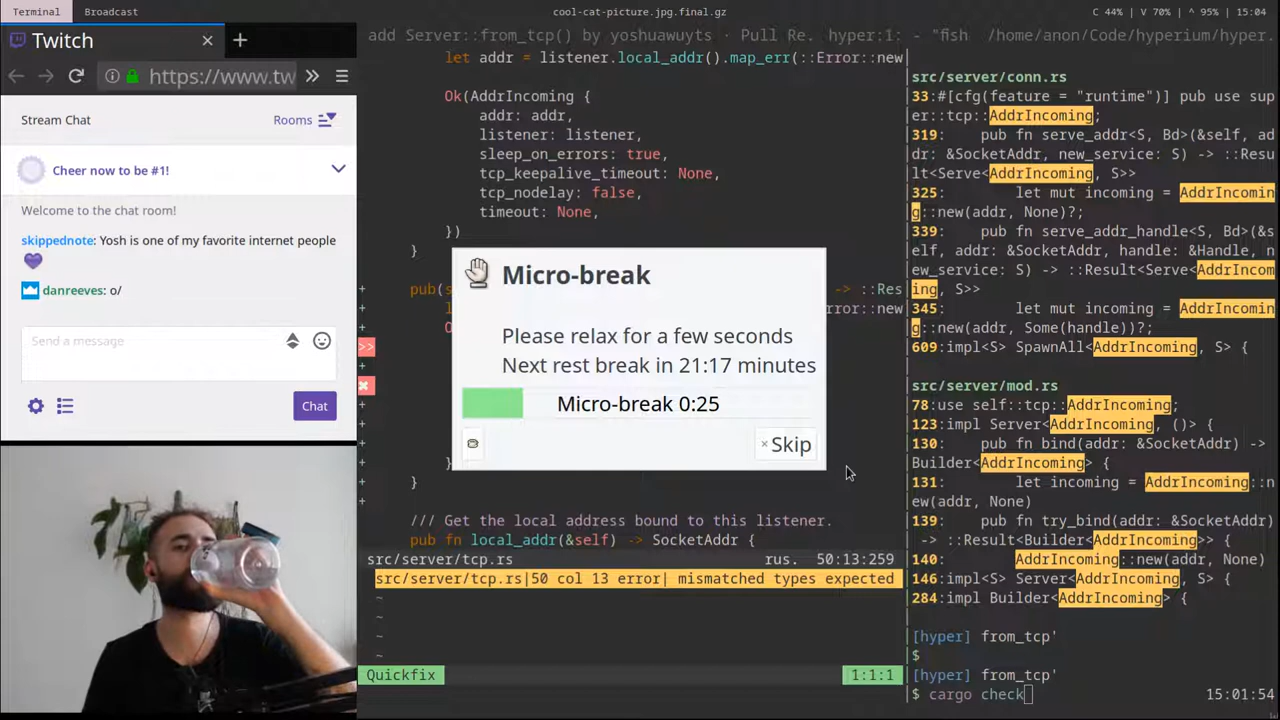 Terminal
Broadcast
cool-cat-picture.jpg.final.gz
C 44% | V 70% | ^ 95% | 15:04
Twitch
https://www.tw
Stream Chat
Rooms
Cheer now to be #1!
Welcome to the chat room!
skippednote: Yosh is one of my favorite internet people
danreeves: o/
Send a message
Chat
add Server::from_tcp() by yoshuawuyts · Pull Re. hyper:1: - "fish /home/anon/Code/hyperium/hyper.
let addr = listener.local_addr().map_err(::Error::new
Ok(AddrIncoming {
addr: addr,
listener: listener,
sleep_on_errors: true,
tcp_keepalive_timeout: None,
tcp_nodelay: false,
timeout: None,
})
}
+ pub(s
-> ::Res
+ l
rror::new
+ O
>>
+
+
+
+ }
+ }
+
/// Get the local address bound to this listener.
pub fn local_addr(&self) -> SocketAddr {
src/server/tcp.rs
rus. 50:13:259
src/server/tcp.rs|50 col 13 error| mismatched types expected
~
~
~
Quickfix
1:1:1
Micro-break
Please relax for a few seconds
Next rest break in 21:17 minutes
Micro-break 0:25
Skip
src/server/conn.rs
33:#[cfg(feature = "runtime")] pub use sup
er::tcp::AddrIncoming;
319: pub fn serve_addr<S, Bd>(&self, ad
dr: &SocketAddr, new_service: S) -> ::Resu
lt<Serve<AddrIncoming, S>>
325: let mut incoming = AddrIncomin
g::new(addr, None)?;
339: pub fn serve_addr_handle<S, Bd>(&s
elf, addr: &SocketAddr, handle: &Handle, n
ew_service: S) -> ::Result<Serve<AddrIncom
ing, S>>
345: let mut incoming = AddrIncomin
g::new(addr, Some(handle))?;
609:impl<S> SpawnAll<AddrIncoming, S> {
src/server/mod.rs
78:use self::tcp::AddrIncoming;
123:impl Server<AddrIncoming, ()> {
130: pub fn bind(addr: &SocketAddr) ->
Builder<AddrIncoming> {
131: let incoming = AddrIncoming::n
ew(addr, None)
139: pub fn try_bind(addr: &SocketAddr)
-> ::Result<Builder<AddrIncoming>> {
140: AddrIncoming::new(addr, None)
146:impl<S> Server<AddrIncoming, S> {
284:impl Builder<AddrIncoming> {
[hyper] from_tcp'
$
[hyper] from_tcp'
$ cargo check
15:01:54